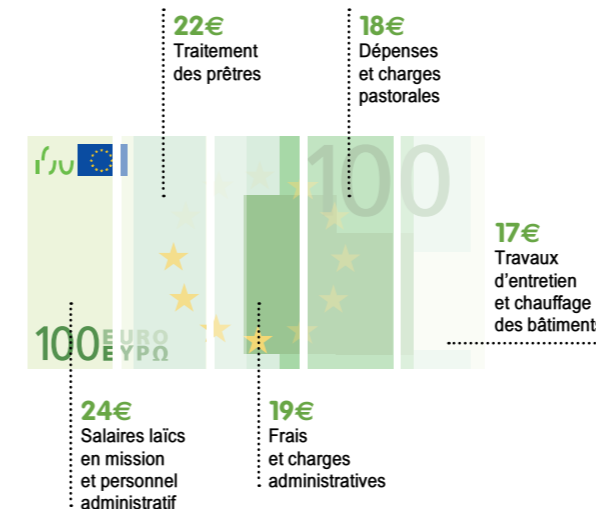 22€
Traitement
des prêtres
18€
Dépenses
et charges
pastorales
100
17€
Travaux
d'entretien
et chauffage
des bâtiments
100 EURO
ΕΥΡΩ
24€
Salaires laïcs
en mission
et personnel
administratif
19€
Frais
et charges
administratives